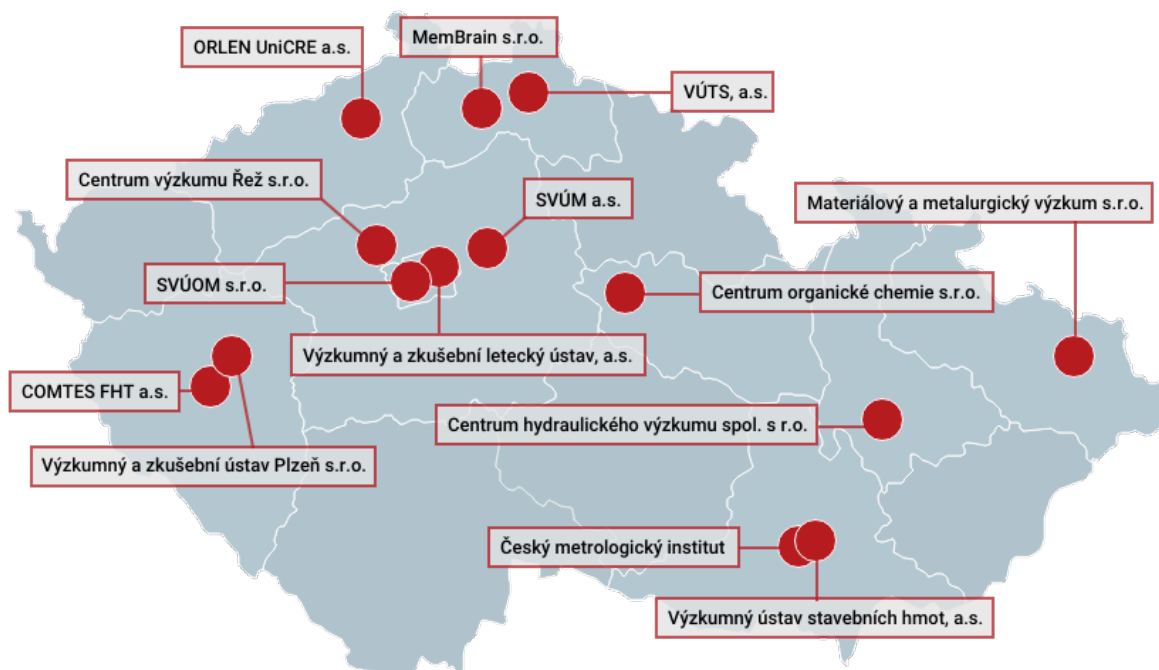 MemBrain s.r.o.
ORLEN UniCRE a.s.
VÚTS, a.s.
Centrum výzkumu Řež s.r.o.
SVÚM a.s.
Materiálový a metalurgický výzkum s.r.o.
SVÚOM s.r.o.
Centrum organické chemie s.r.o.
Výzkumný a zkušební letecký ústav, a.s.
COMTES FHT a.s.
Centrum hydraulického výzkumu spol. s r.o.
Výzkumný a zkušební ústav Plzeň s.r.o.
Český metrologický institut
Výzkumný ústav stavebních hmot, a.s.